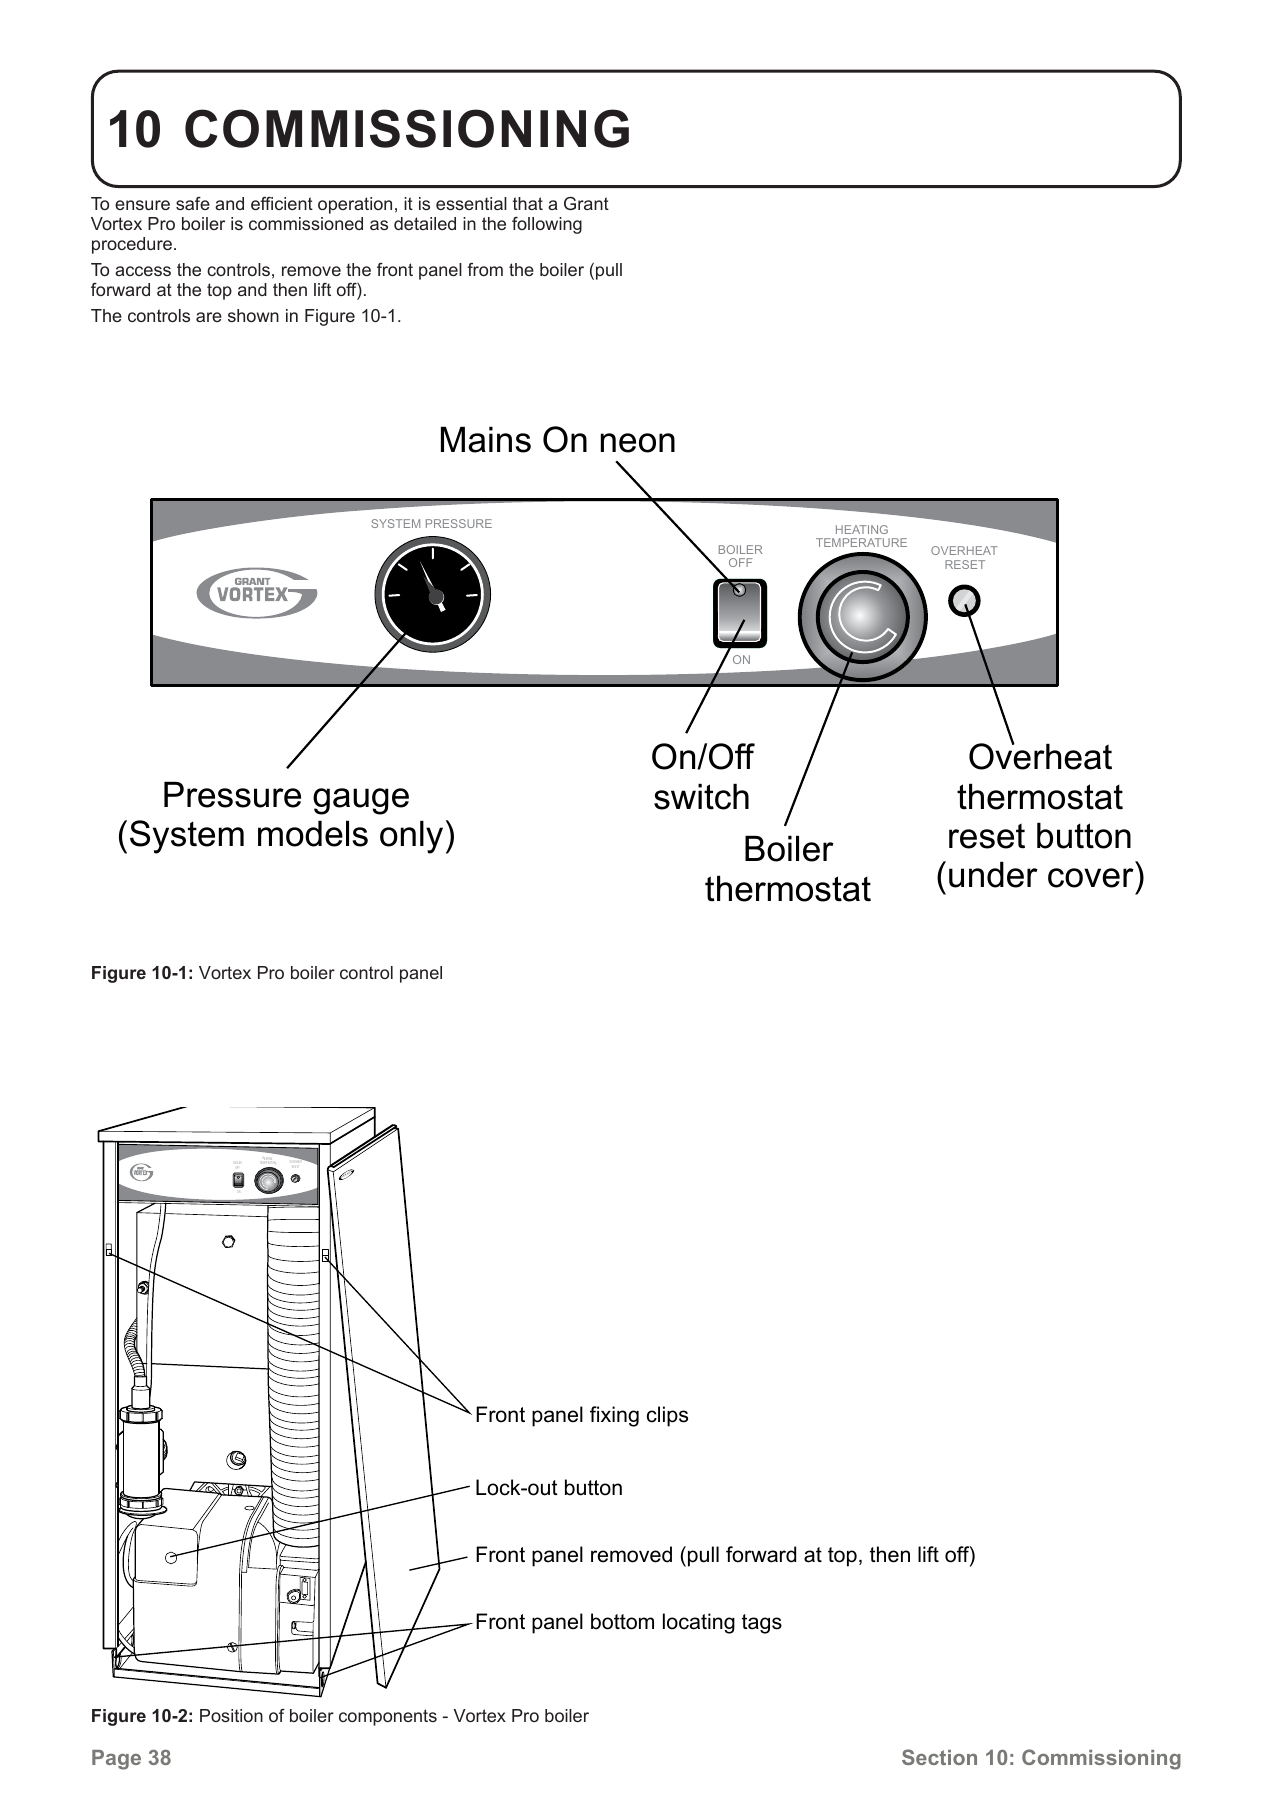 10 COMMISSIONING
To ensure safe and efficient operation, it is essential that a Grant
Vortex Pro boiler is commissioned as detailed in the following
procedure.
To access the controls, remove the front panel from the boiler (pull
forward at the top and then lift off).
The controls are shown in Figure 10-1.
Mains On neon
SYSTEM PRESSURE
HEATING
TEMPERATURE
BOILER
OFF
OVERHEAT
RESET
GRANT
VORTEX
ON
Pressure gauge
(System models only)
On/Off
switch
Boiler
thermostat
Overheat
thermostat
reset button
(under cover)
Figure 10-1: Vortex Pro boiler control panel
VORTEX
Front panel fixing clips
Lock-out button
Front panel removed (pull forward at top, then lift off)
Front panel bottom locating tags
Figure 10-2: Position of boiler components - Vortex Pro boiler
Page 38
Section 10: Commissioning